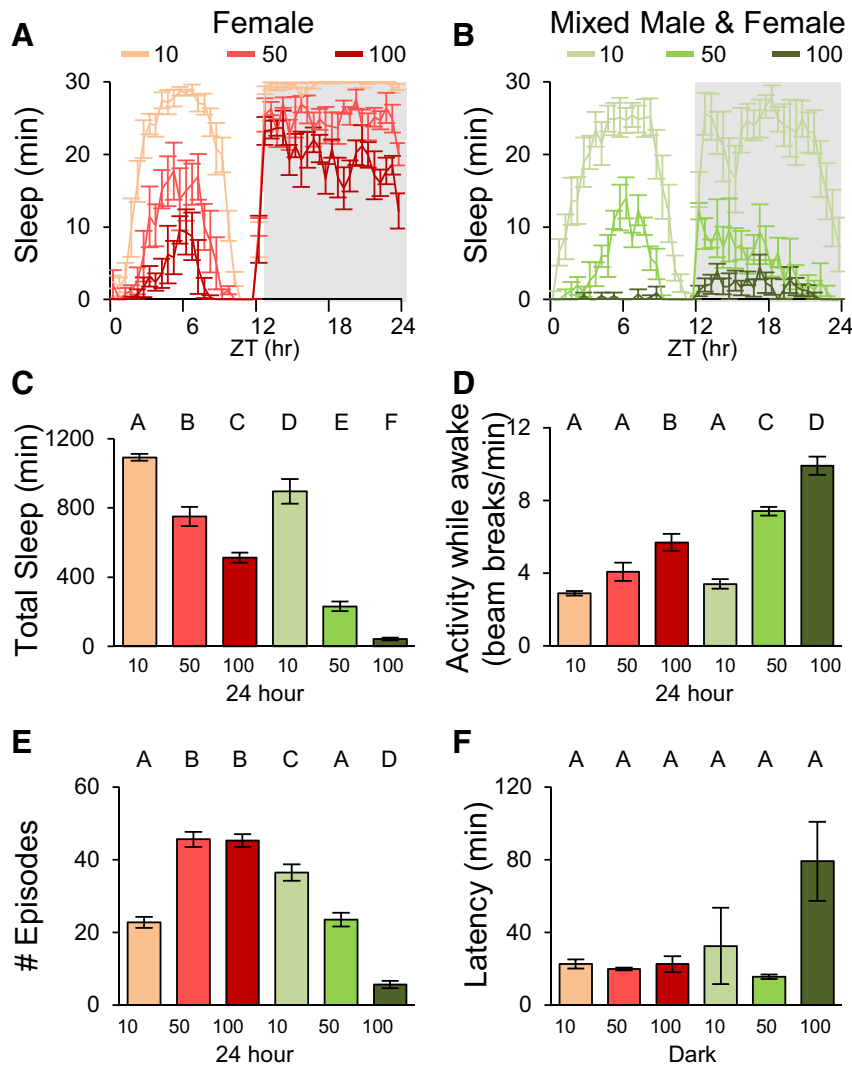 A
Female
10 50 100
30
20
10
0
Sleep (min)
0 6 12 18 24
ZT (hr)
B
Mixed Male & Female
10 50 100
30
20
10
0
Sleep (min)
0 6 12 18 24
ZT (hr)
C
A B C D E F
1200
800
400
0
Total Sleep (min)
10 50 100 10 50 100
24 hour
D
A A B A C D
12
8
4
0
Activity while awake
(beam breaks/min)
10 50 100 10 50 100
24 hour
E
A B B C A D
60
40
20
0
# Episodes
10 50 100 10 50 100
24 hour
F
A A A A A A
120
80
40
0
Latency (min)
10 50 100 10 50 100
Dark